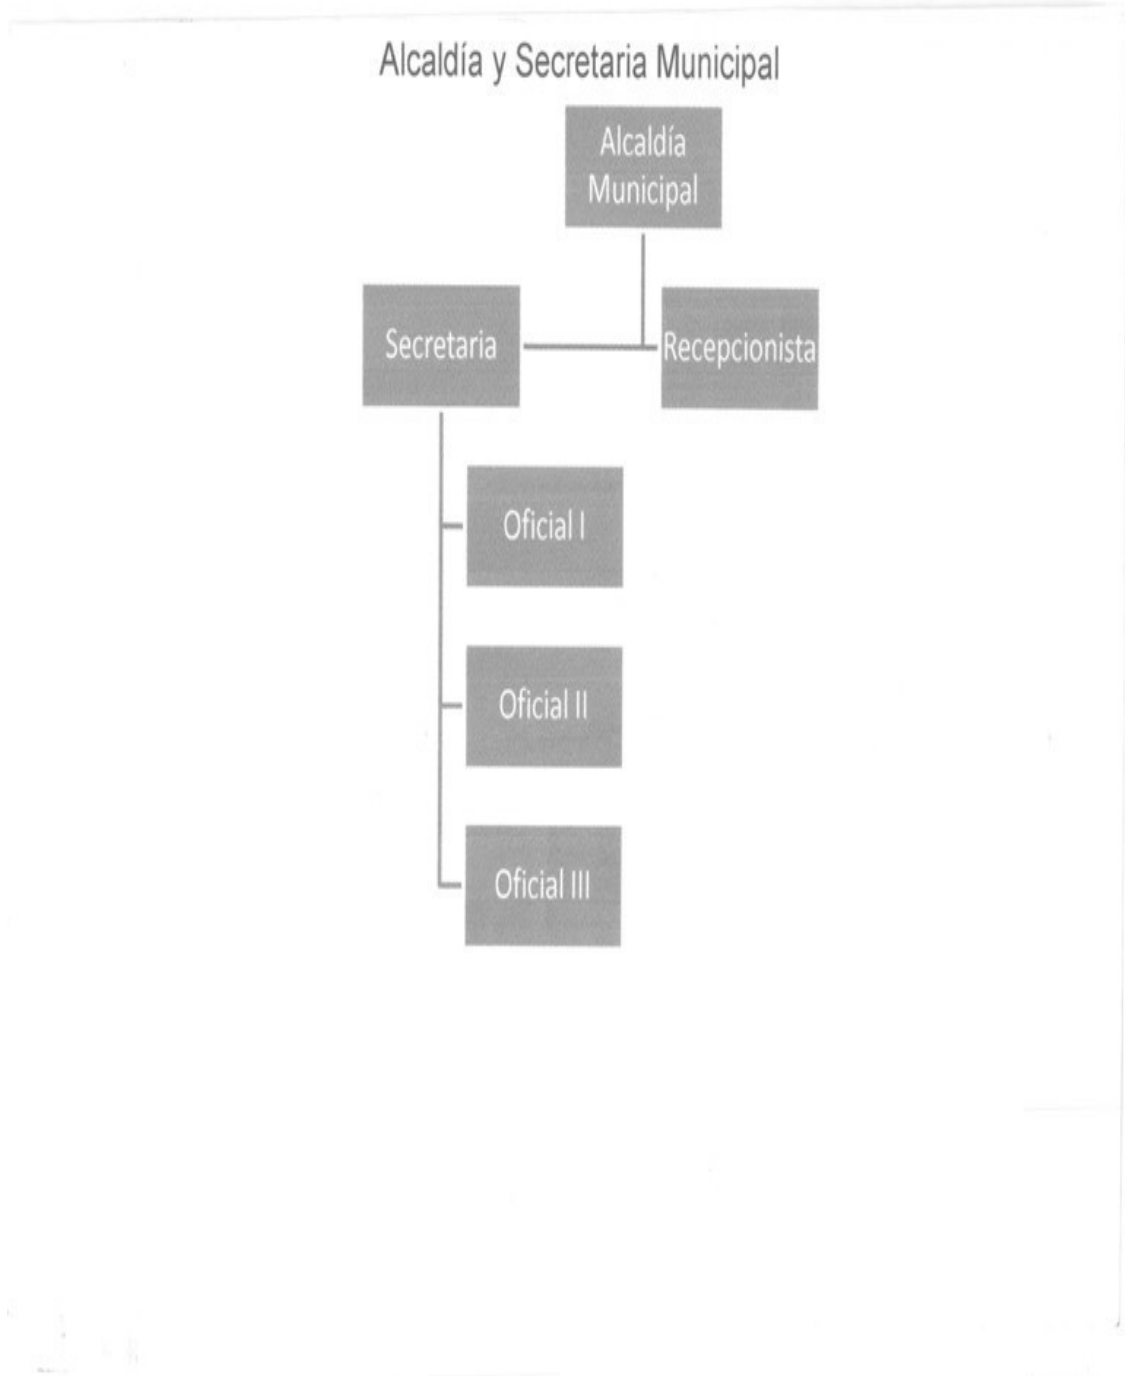 Alcaldía y Secretaria Municipal
Alcaldía
Municipal
Secretaria
Recepcionista
Oficial I
Oficial II
Oficial III